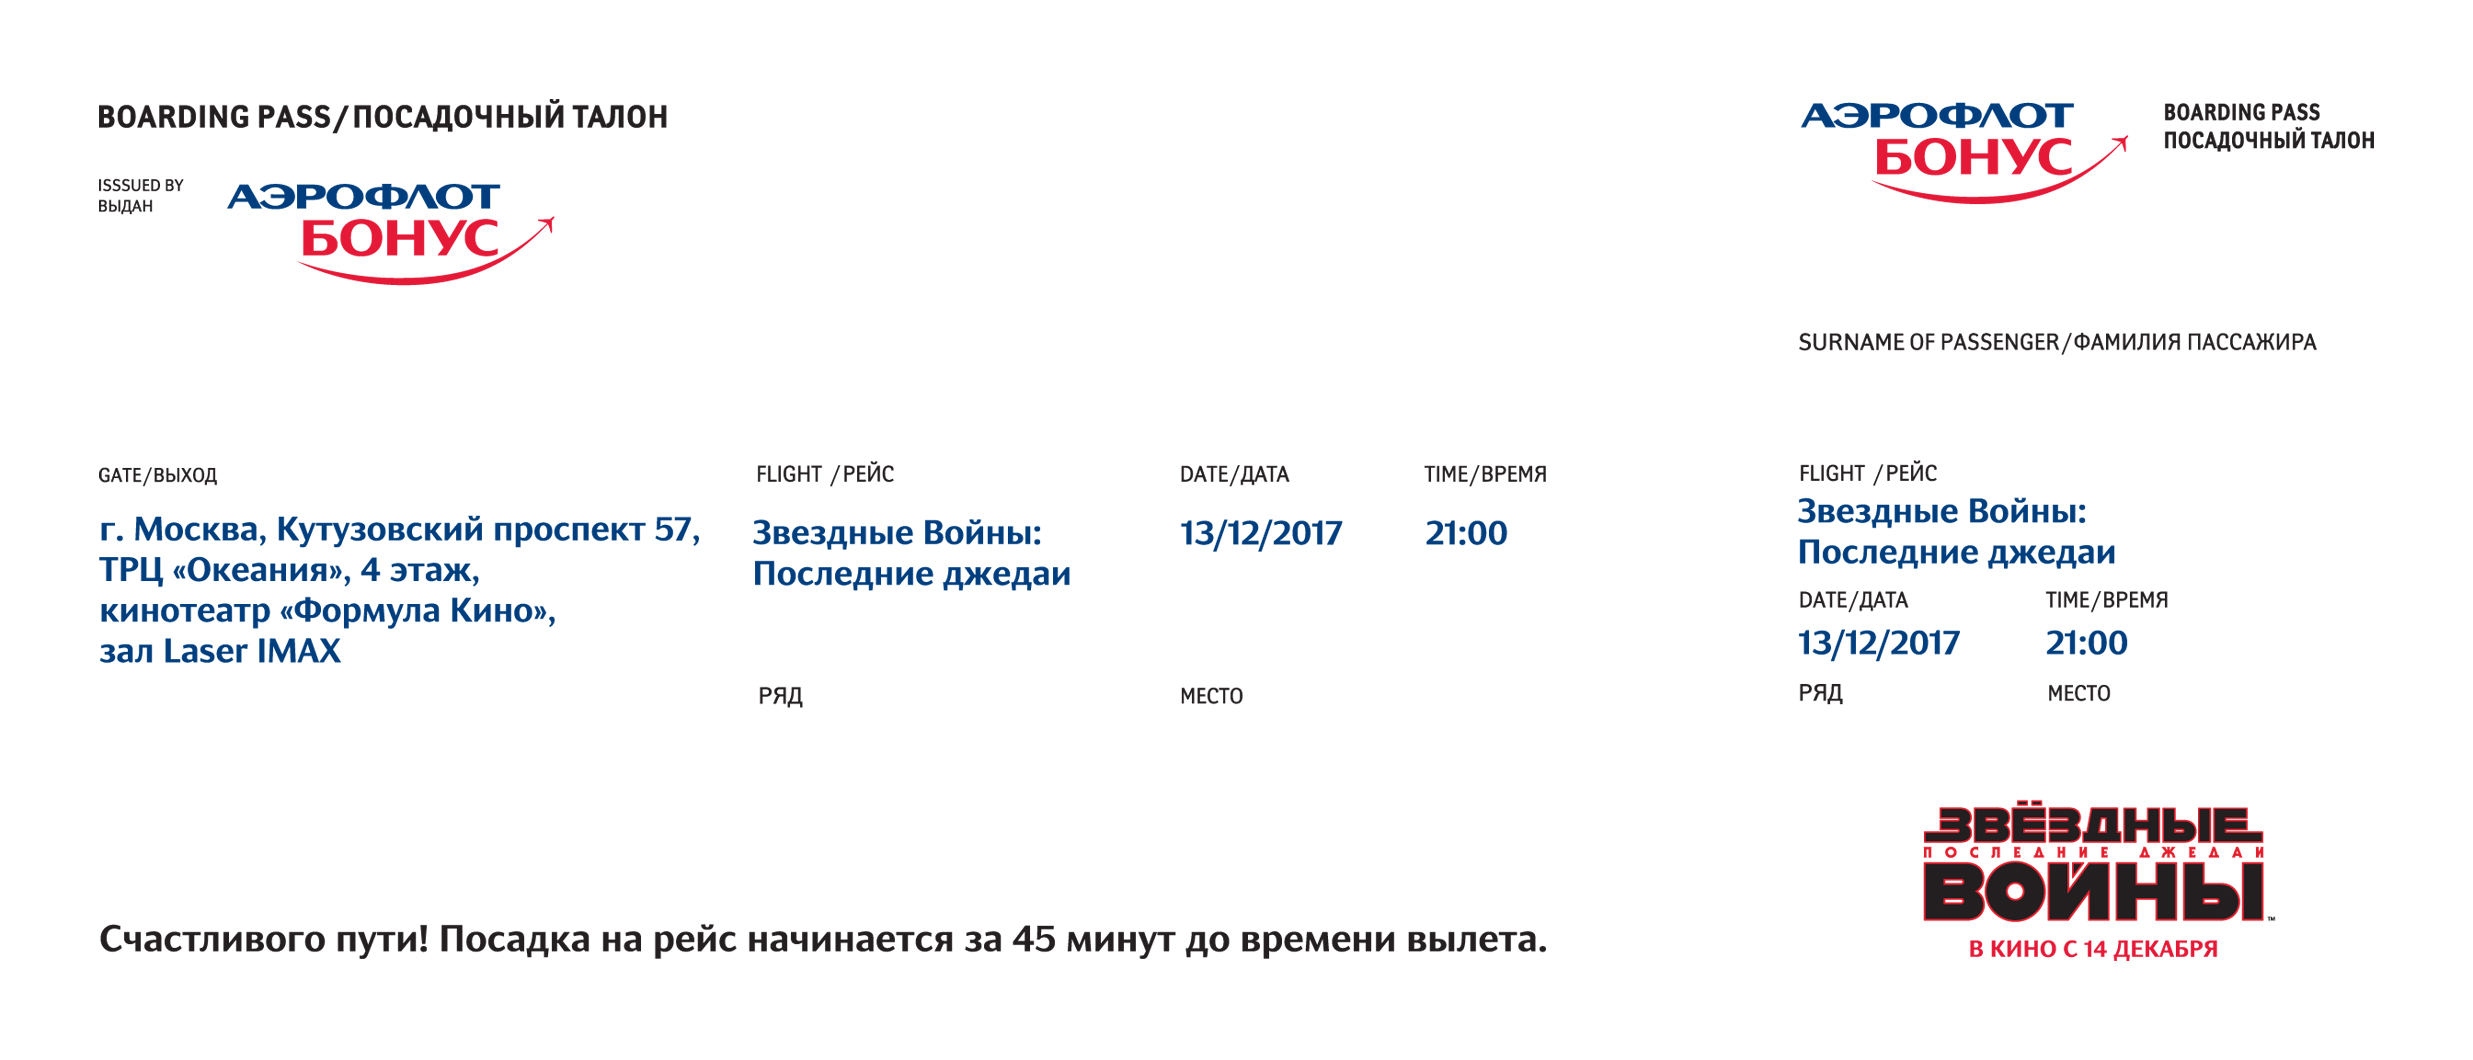 BOARDING PASS/ПОСАДОЧНЫЙ ТАЛОН
ISSSUED BY
ВЫДАН
АЭРОФЛОТ
БОНУС
GATE/ВЫХОД
г. Москва, Кутузовский проспект 57,
ТРЦ «Океания», 4 этаж,
кинотеатр «Формула Кино»,
зал Laser IMAX
FLIGHT /РЕЙС
Звездные Войны:
Последние джедаи
DATE/ДАТА
13/12/2017
TIME/ВРЕМЯ
21:00
РЯД
МЕСТО
Счастливого пути! Посадка на рейс начинается за 45 минут до времени вылета.
АЭРОФЛОТ
БОНУС
BOARDING PASS
ПОСАДОЧНЫЙ ТАЛОН
SURNAME OF PASSENGER/ФАМИЛИЯ ПАССАЖИРА
FLIGHT /РЕЙС
Звездные Войны:
Последние джедаи
DATE/ДАТА
13/12/2017
TIME/ВРЕМЯ
21:00
РЯД
МЕСТО
ЗВЁЗДНЫЕ
ПОСЛЕДНИЕ ДЖЕДАИ
ВОЙНЫ™
В КИНО С 14 ДЕКАБРЯ